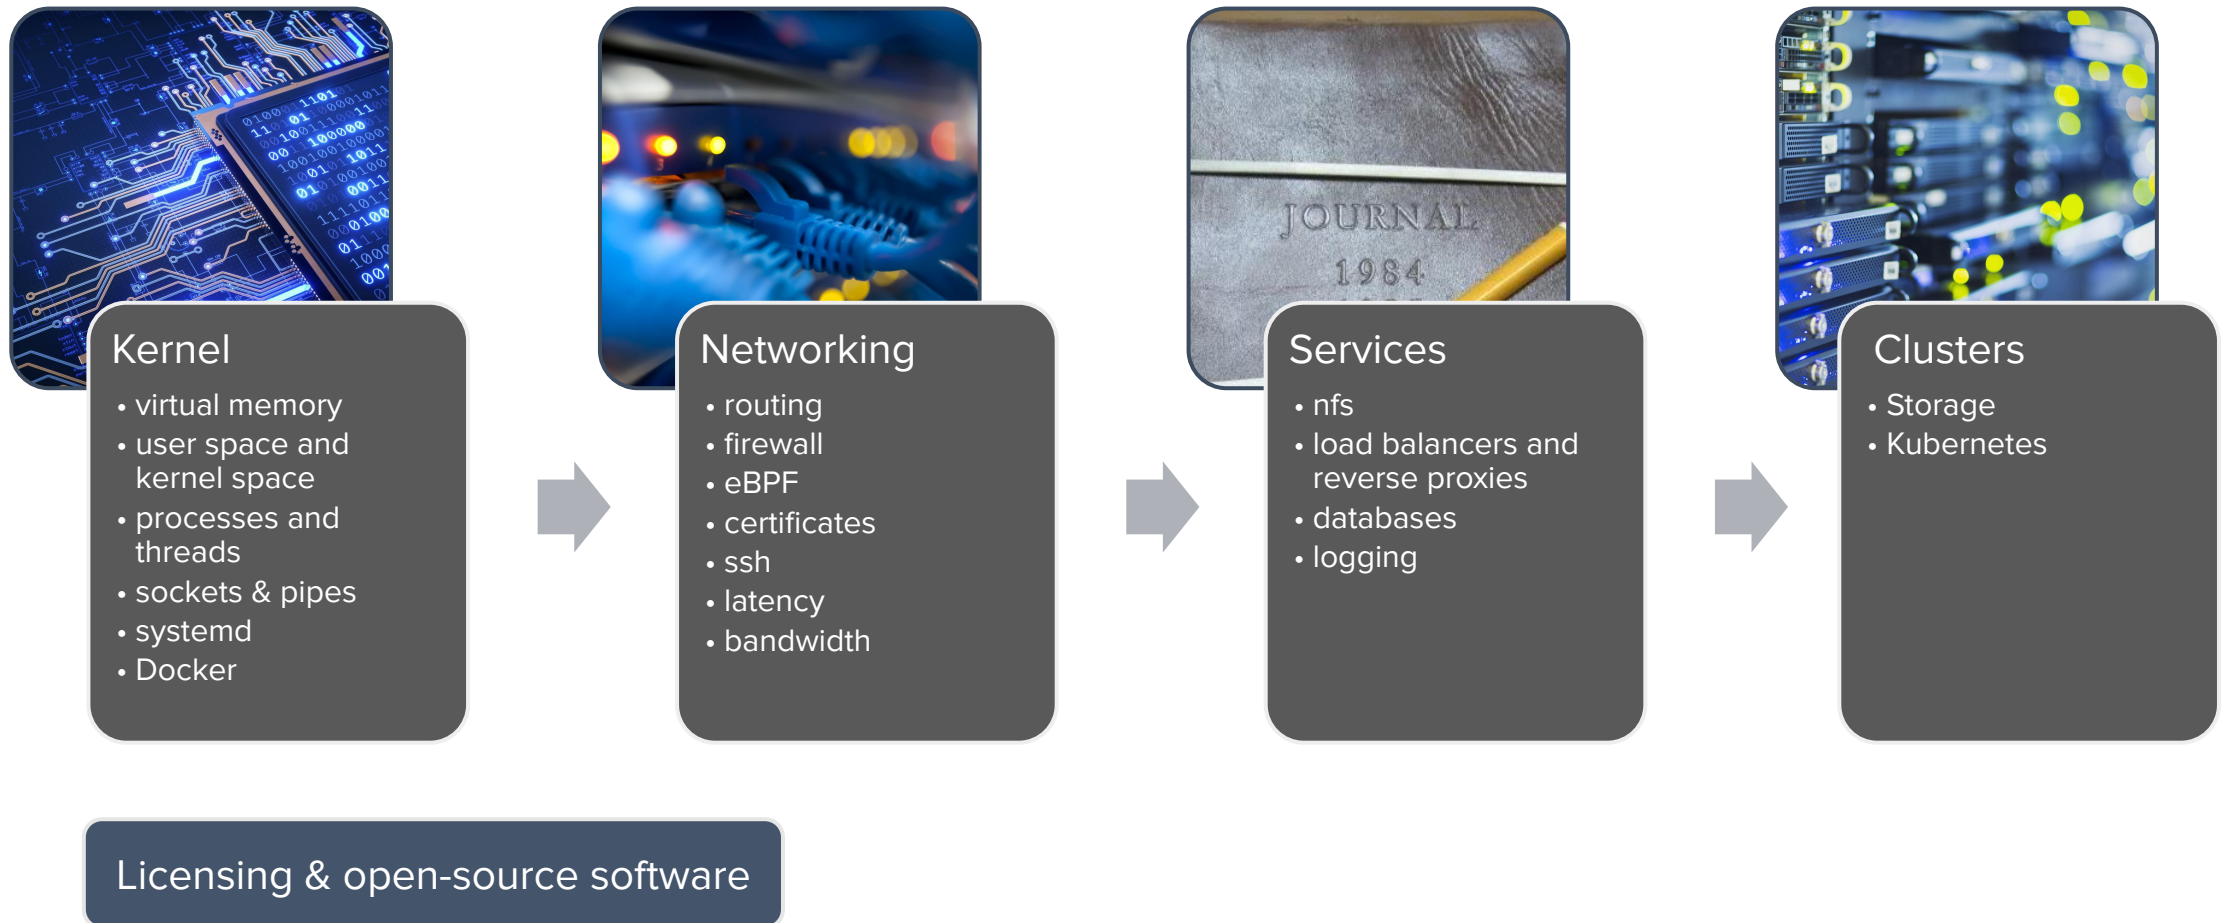 JOURNAL
1984
Kernel
• virtual memory
• user space and
kernel space
• processes and
threads
• sockets & pipes
• systemd
• Docker
Networking
• routing
• firewall
• eBPF
• certificates
• ssh
• latency
• bandwidth
Services
• nfs
• load balancers and
reverse proxies
• databases
• logging
Clusters
• Storage
• Kubernetes
Licensing & open-source software